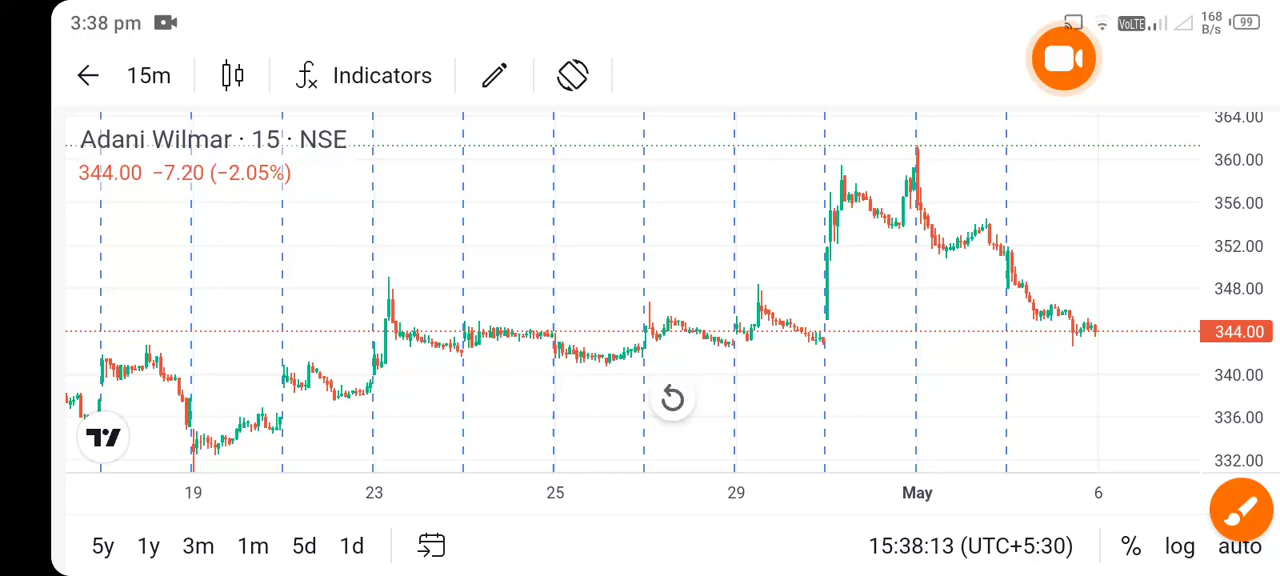 3:38 pm VoLTE 168 B/s 99
15m Indicators
Adani Wilmar · 15 · NSE
344.00 −7.20 (−2.05%)
364.00
360.00
356.00
352.00
348.00
344.00
340.00
336.00
332.00
19 23 25 29 May 6
5y 1y 3m 1m 5d 1d 15:38:13 (UTC+5:30) % log auto